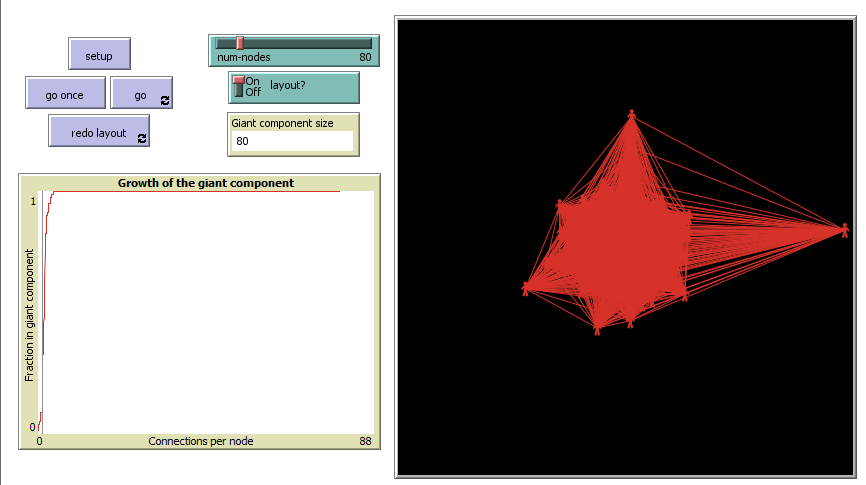 setup
go once
go
redo layout
num-nodes 80
On
Off
layout?
Giant component size
80
Growth of the giant component
Fraction in giant component
1
0
0
Connections per node
88